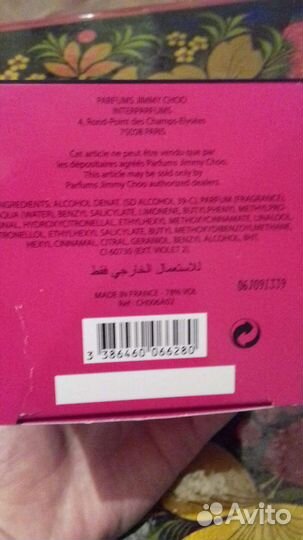 PARFUMS JIMMY CHOO
INTERPARFUMS
4, Rond-Point des Champs-Elysées
75008 PARIS
Cet article ne peut être vendu que par
les dépositaires agréés Parfums Jimmy Choo.
This article may be sold only by
Parfums Jimmy Choo authorized dealers.
INGREDIENTS: ALCOHOL DENAT. (SD ALCOHOL 39-C), PARFUM (FRAGRANCE),
AQUA (WATER), BENZYL SALICYLATE, LIMONENE, BUTYLPHENYL METHYLPRO-
NAL, HYDROXYCITRONELLAL, ETHYLHEXYL METHOXYCINNAMATE, LINALOOL
TRONELLOL, ETHYLHEXYL SALICYLATE, BUTYL METHOXYDIBENZOYLMETHANE,
HEXYL CINNAMAL, CITRAL, GERANIOL, BENZYL ALCOHOL, BHT,
CI 60730 (EXT. VIOLET 2).
للاستعمال الخارجي فقط
MADE IN FRANCE - 78% VOL
Ref : CH006A02
3 386460 066280
Avito